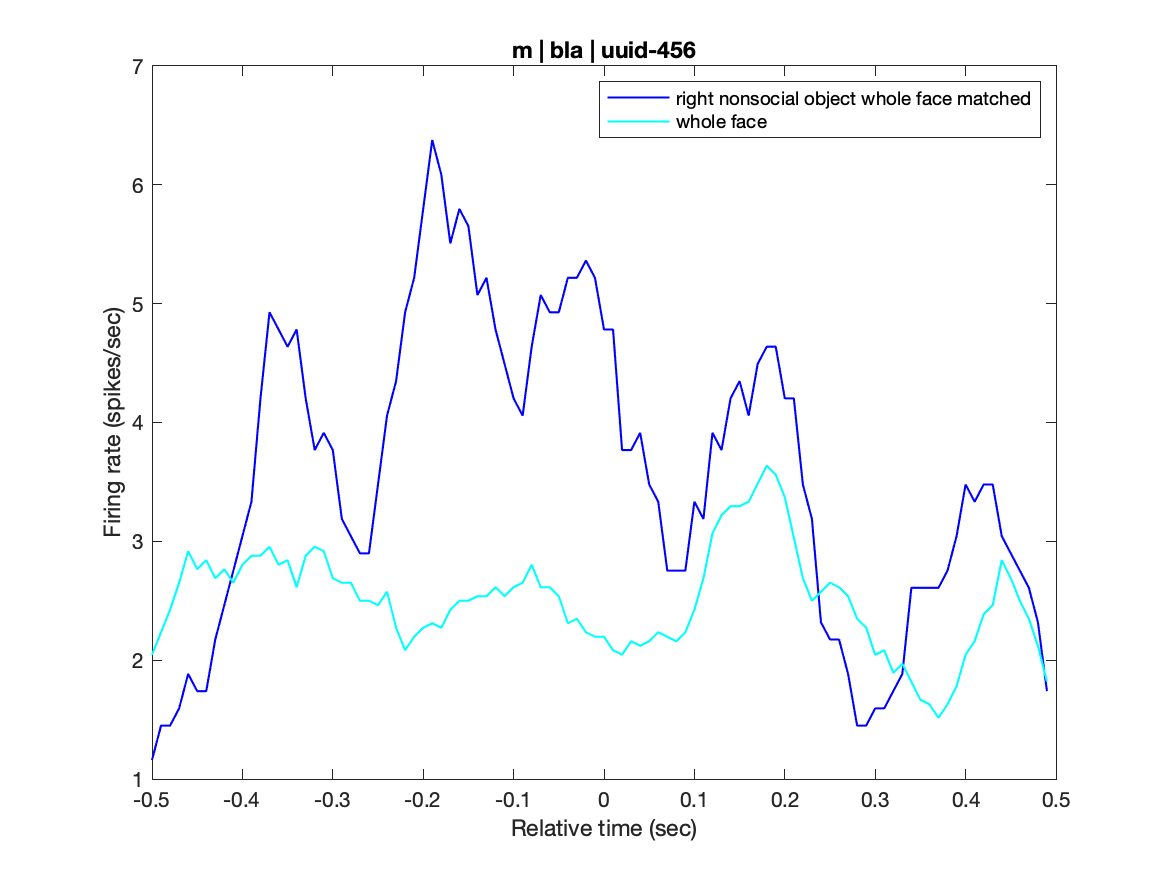 m | bla | uuid-456
right nonsocial object whole face matched
whole face
Firing rate (spikes/sec)
7
6
5
4
3
2
1
-0.5 -0.4 -0.3 -0.2 -0.1 0 0.1 0.2 0.3 0.4 0.5
Relative time (sec)